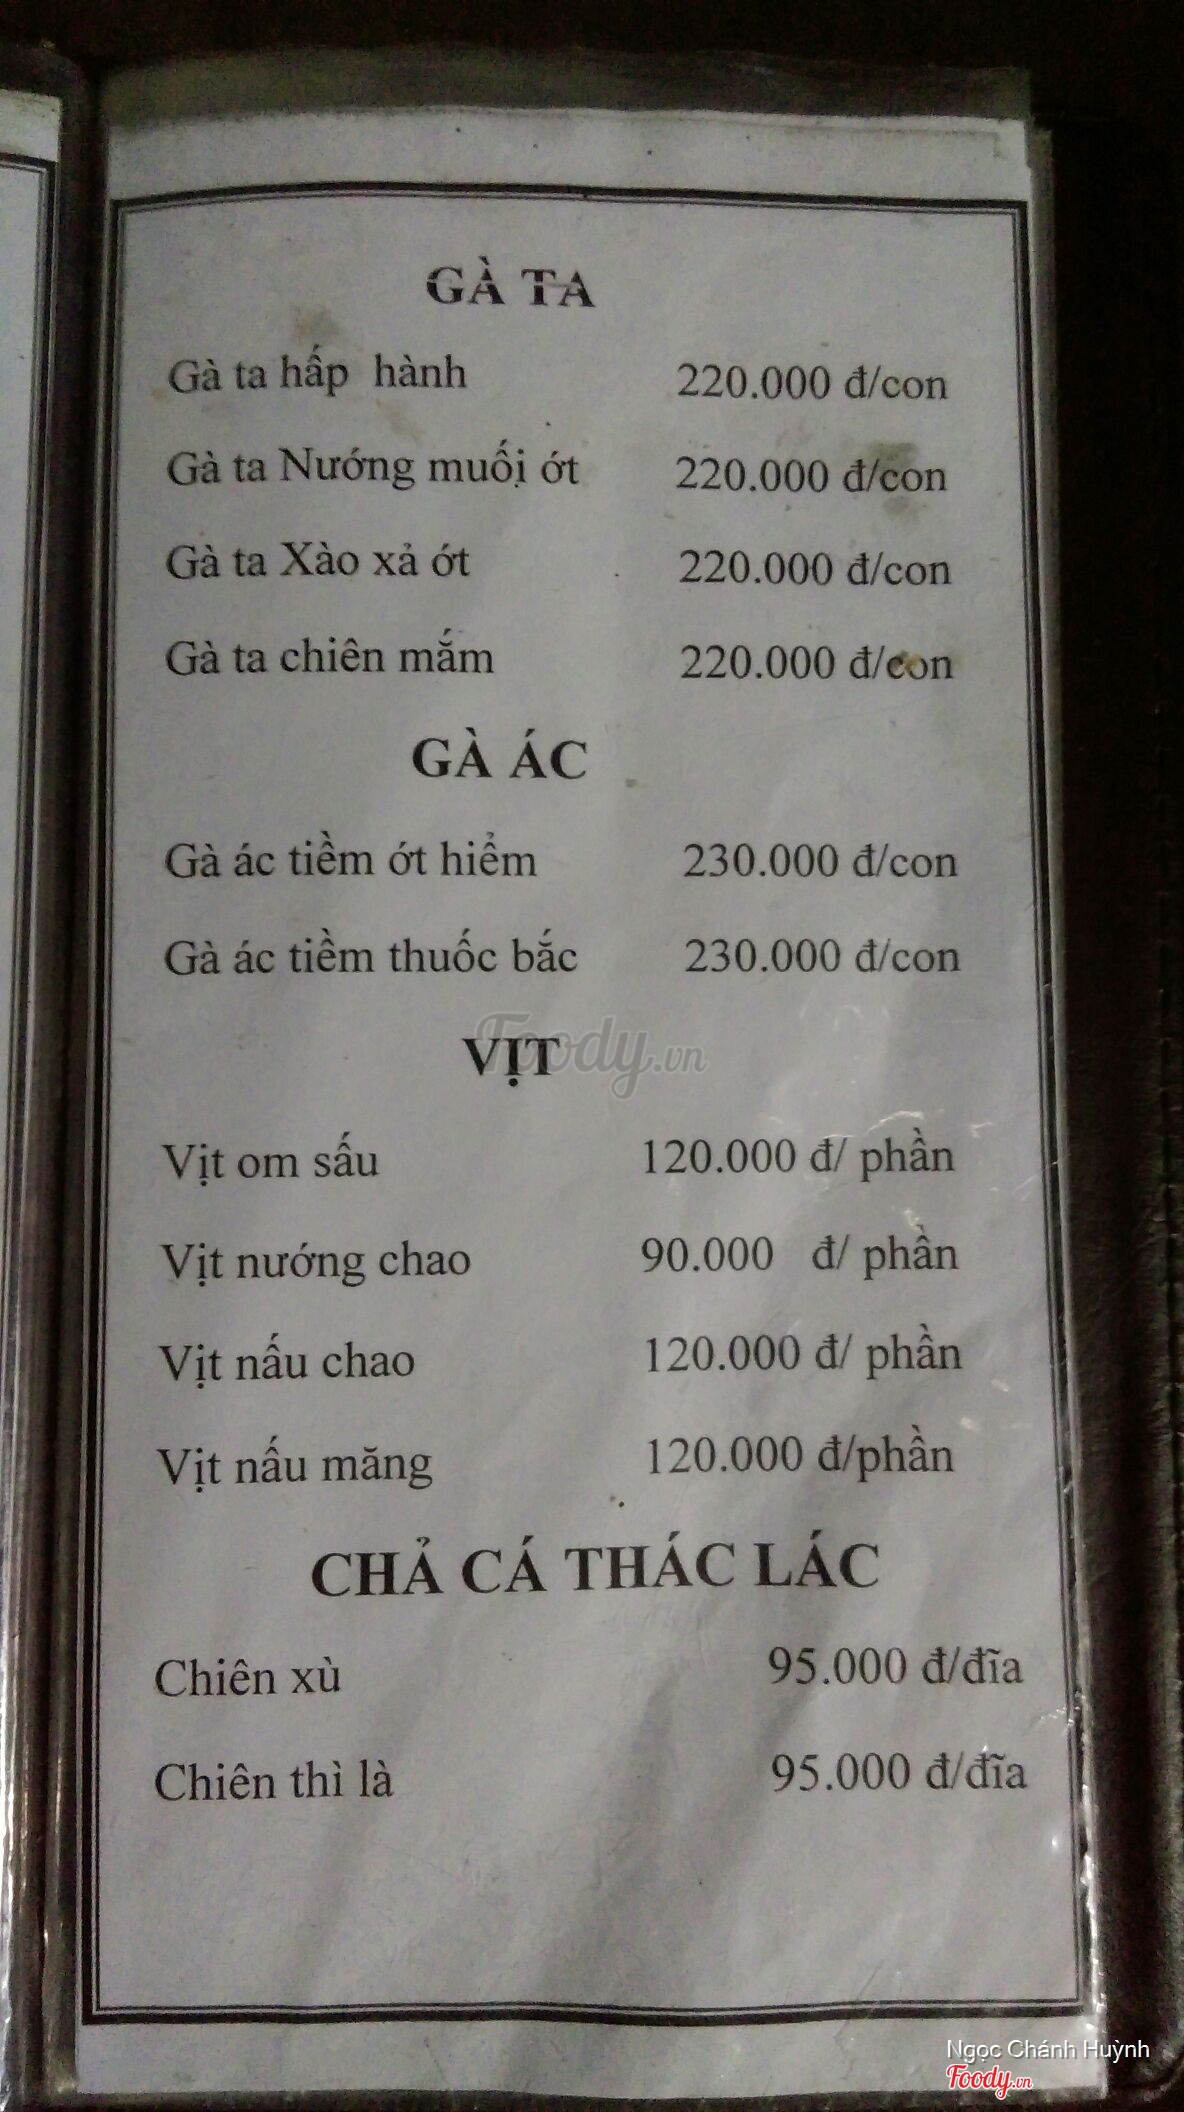 GÀ TA
Gà ta hấp hành 220.000 đ/con
Gà ta Nướng muối ớt 220.000 đ/con
Gà ta Xào xả ớt 220.000 đ/con
Gà ta chiên mắm 220.000 đ/con
GÀ ÁC
Gà ác tiềm ớt hiểm 230.000 đ/con
Gà ác tiềm thuốc bắc 230.000 đ/con
Foody.vn
VỊT
Vịt om sấu 120.000 đ/ phần
Vịt nướng chao 90.000 đ/ phần
Vịt nấu chao 120.000 đ/ phần
Vịt nấu măng 120.000 đ/phần
CHẢ CÁ THÁC LÁC
Chiên xù 95.000 đ/đĩa
Chiên thì là 95.000 đ/đĩa
Ngọc Chánh Huỳnh
Foody.vn